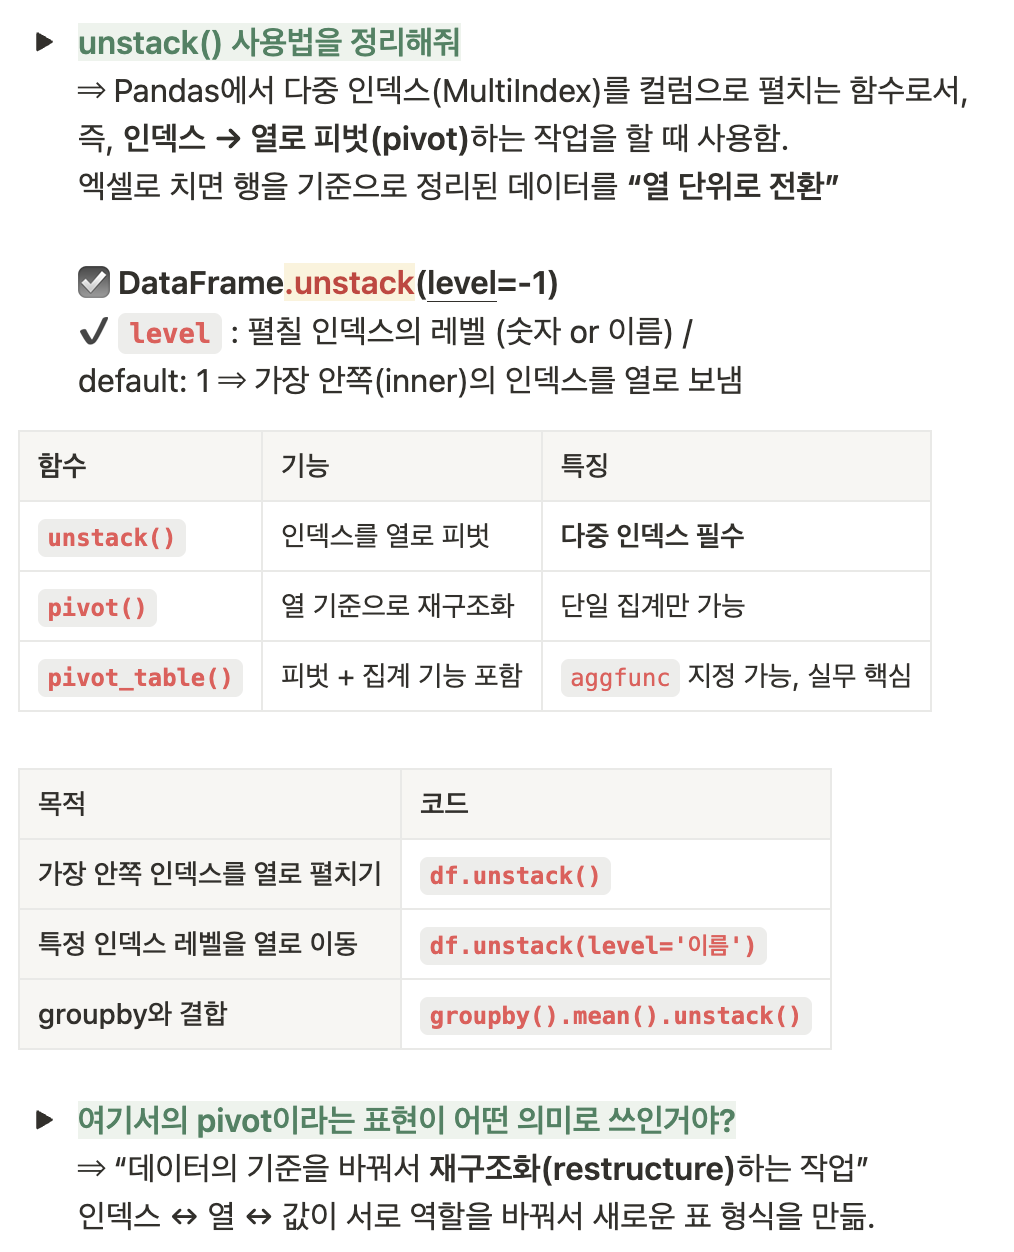 unstack() 사용법을 정리해줘
⇒ Pandas에서 다중 인덱스(MultiIndex)를 컬럼으로 펼치는 함수로서,
즉, 인덱스 → 열로 피벗(pivot)하는 작업을 할 때 사용함.
엑셀로 치면 행을 기준으로 정리된 데이터를 “열 단위로 전환”
☑ DataFrame.unstack(level=-1)
✔ level : 펼칠 인덱스의 레벨 (숫자 or 이름) /
default: 1 ⇒ 가장 안쪽(inner)의 인덱스를 열로 보냄
함수 기능 특징
unstack() 인덱스를 열로 피벗 다중 인덱스 필수
pivot() 열 기준으로 재구조화 단일 집계만 가능
pivot_table() 피벗 + 집계 기능 포함 aggfunc 지정 가능, 실무 핵심
목적 코드
가장 안쪽 인덱스를 열로 펼치기 df.unstack()
특정 인덱스 레벨을 열로 이동 df.unstack(level='이름')
groupby와 결합 groupby().mean().unstack()
여기서의 pivot이라는 표현이 어떤 의미로 쓰인거야?
⇒ “데이터의 기준을 바꿔서 재구조화(restructure)하는 작업”
인덱스 ↔ 열 ↔ 값이 서로 역할을 바꿔서 새로운 표 형식을 만듦.